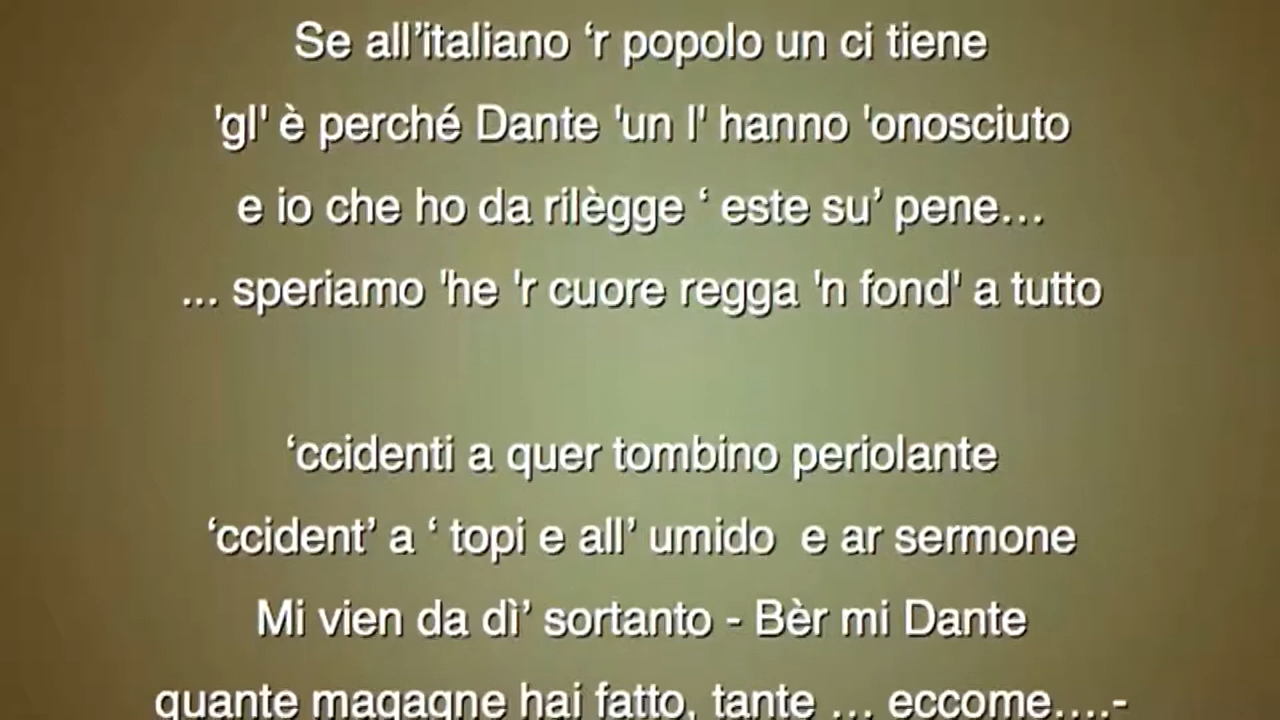 Se all’italiano ‘r popolo un ci tiene
'gl' è perché Dante 'un l' hanno 'onosciuto
e io che ho da rilègge ‘ este su’ pene…
... speriamo 'he 'r cuore regga 'n fond' a tutto
‘ccidenti a quer tombino periolante
‘ccident’ a ‘ topi e all’ umido  e ar sermone
Mi vien da dì’ sortanto - Bèr mi Dante
quante magagne hai fatto, tante … eccome….-